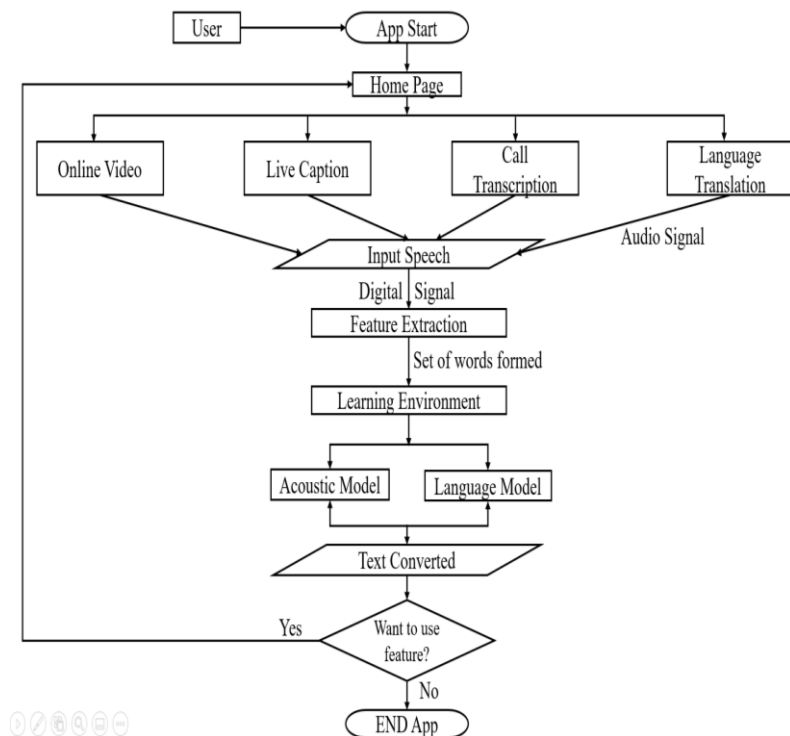 User
App Start
Home Page
Online Video
Live Caption
Call
Transcription
Language
Translation
Audio Signal
Input Speech
Digital Signal
Feature Extraction
Set of words formed
Learning Environment
Acoustic Model
Language Model
Text Converted
Yes
Want to use
feature?
No
END App